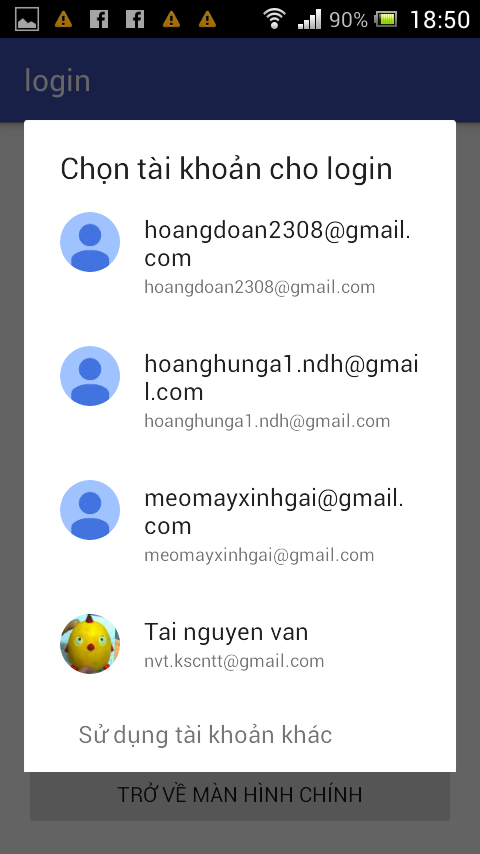 90% 18:50
login
Chọn tài khoản cho login
hoangdoan2308@gmail.
com
hoangdoan2308@gmail.com
hoanghunga1.ndh@gmai
l.com
hoanghunga1.ndh@gmail.com
meomayxinhgai@gmail.
com
meomayxinhgai@gmail.com
Tai nguyen van
nvt.kscntt@gmail.com
Sử dụng tài khoản khác
TRỞ VỀ MÀN HÌNH CHÍNH